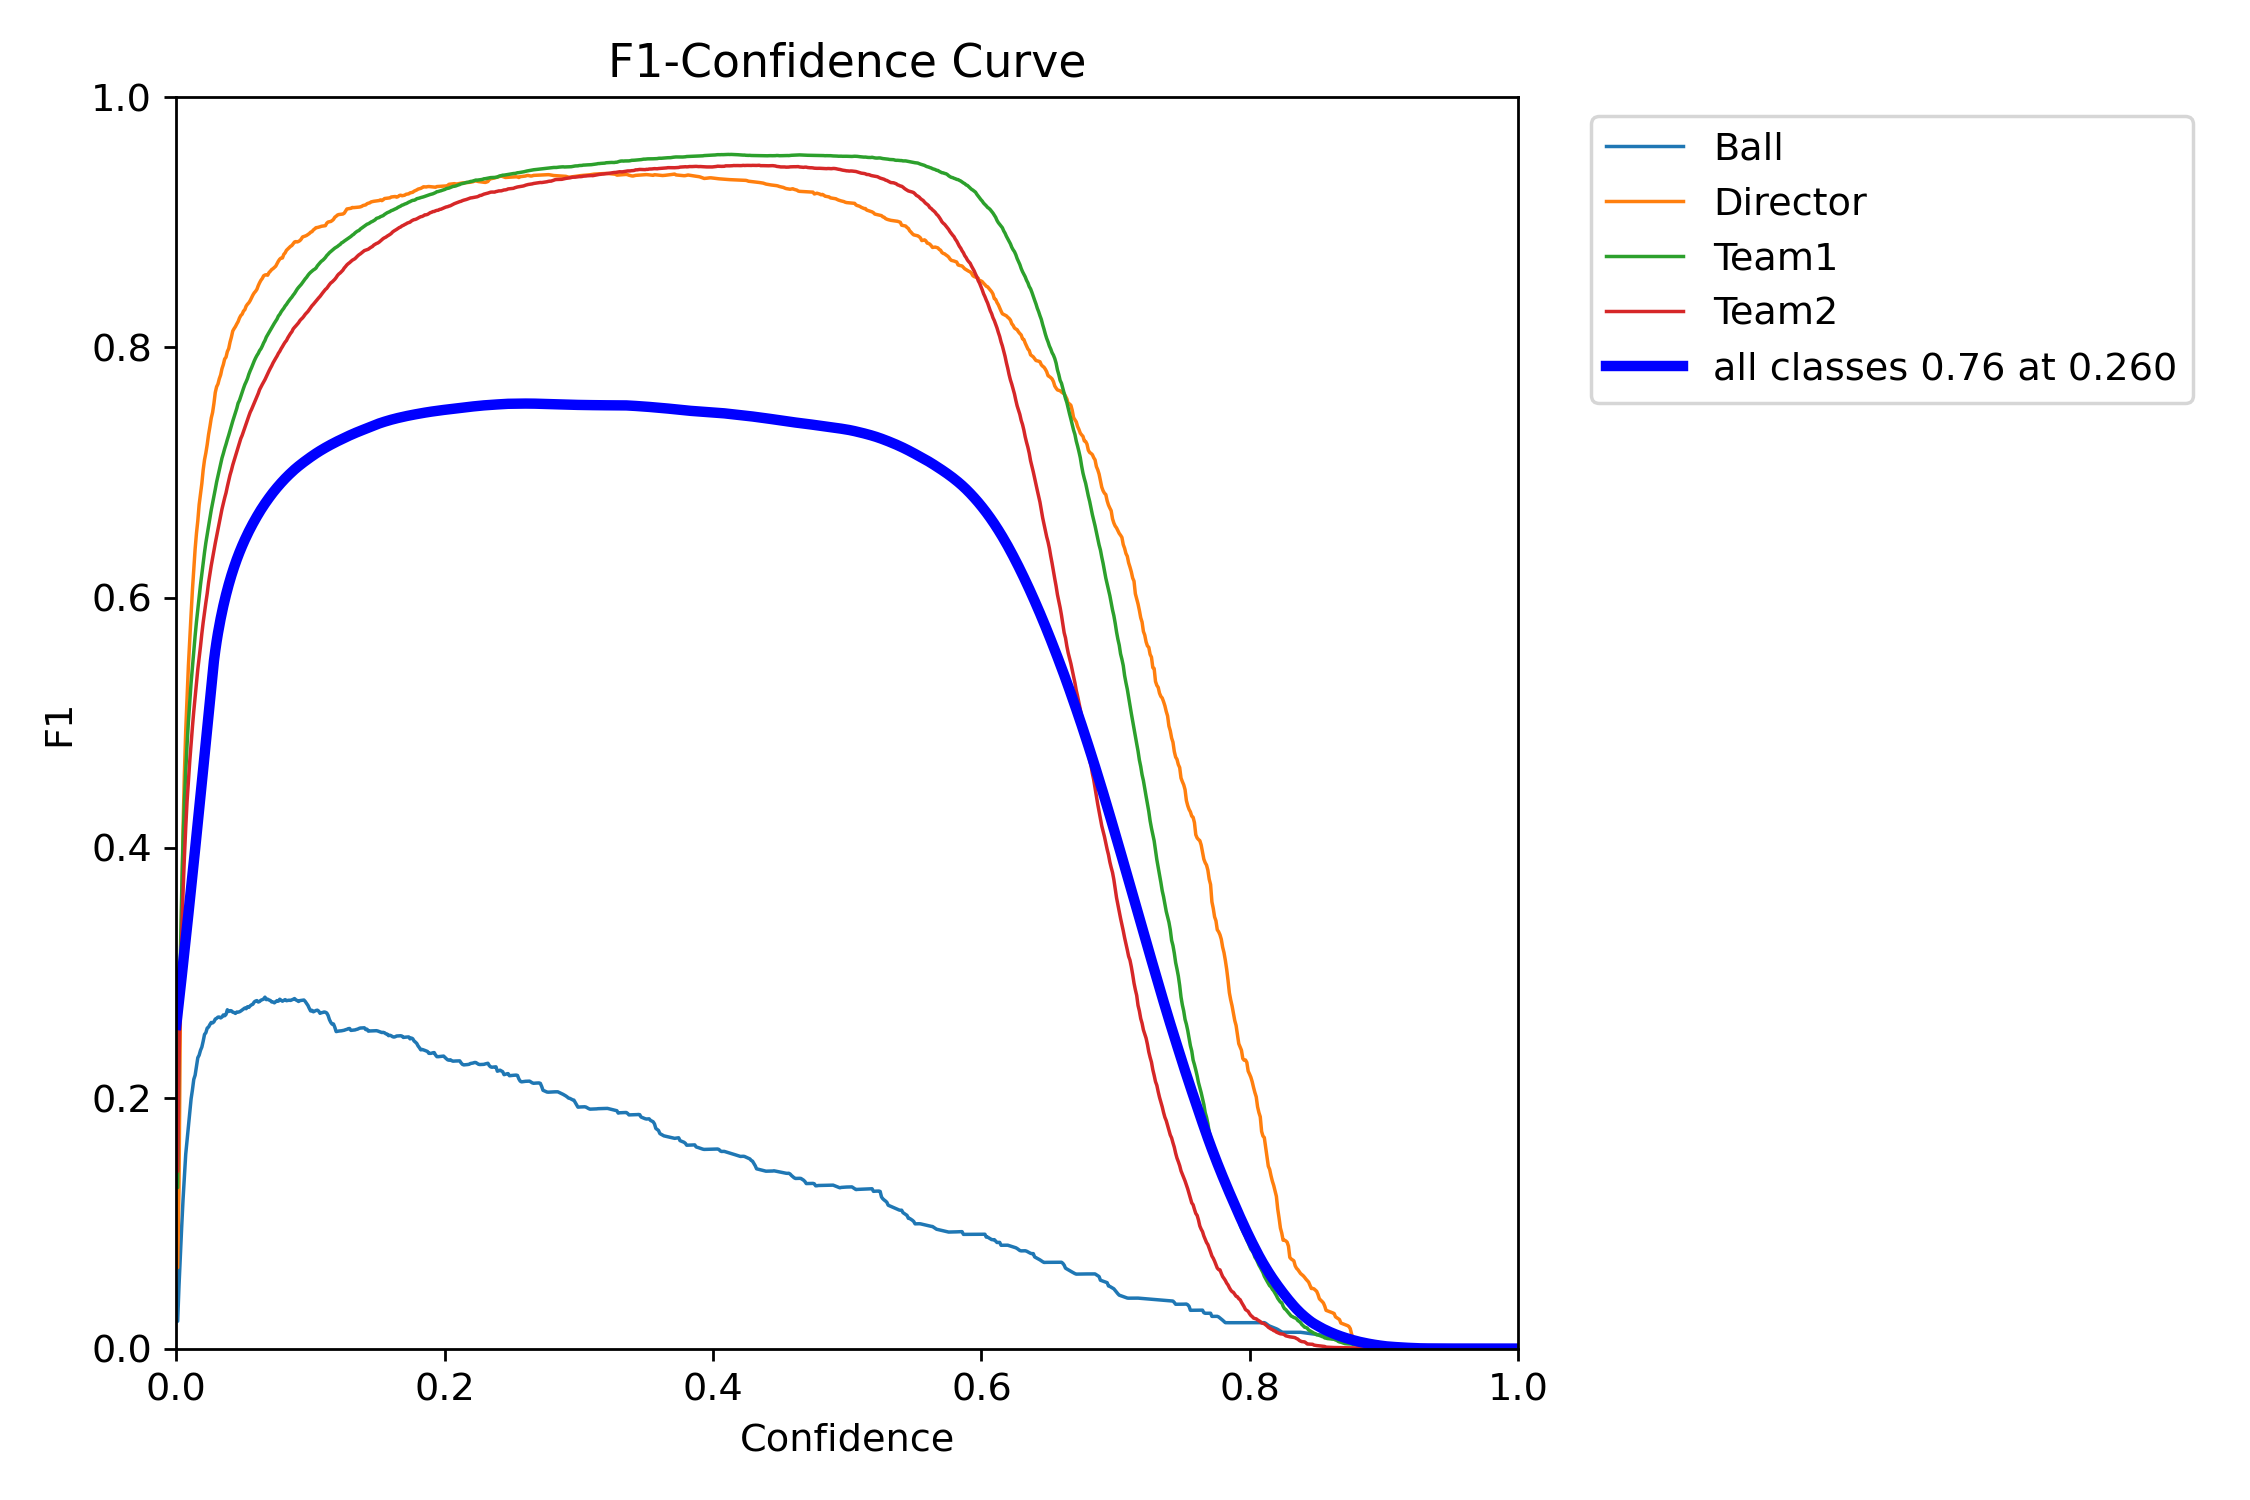 F1-Confidence Curve
1.0
0.8
0.6
0.4
0.2
0.0
F1
0.0 0.2 0.4 0.6 0.8 1.0
Confidence
Ball
Director
Team1
Team2
all classes 0.76 at 0.260